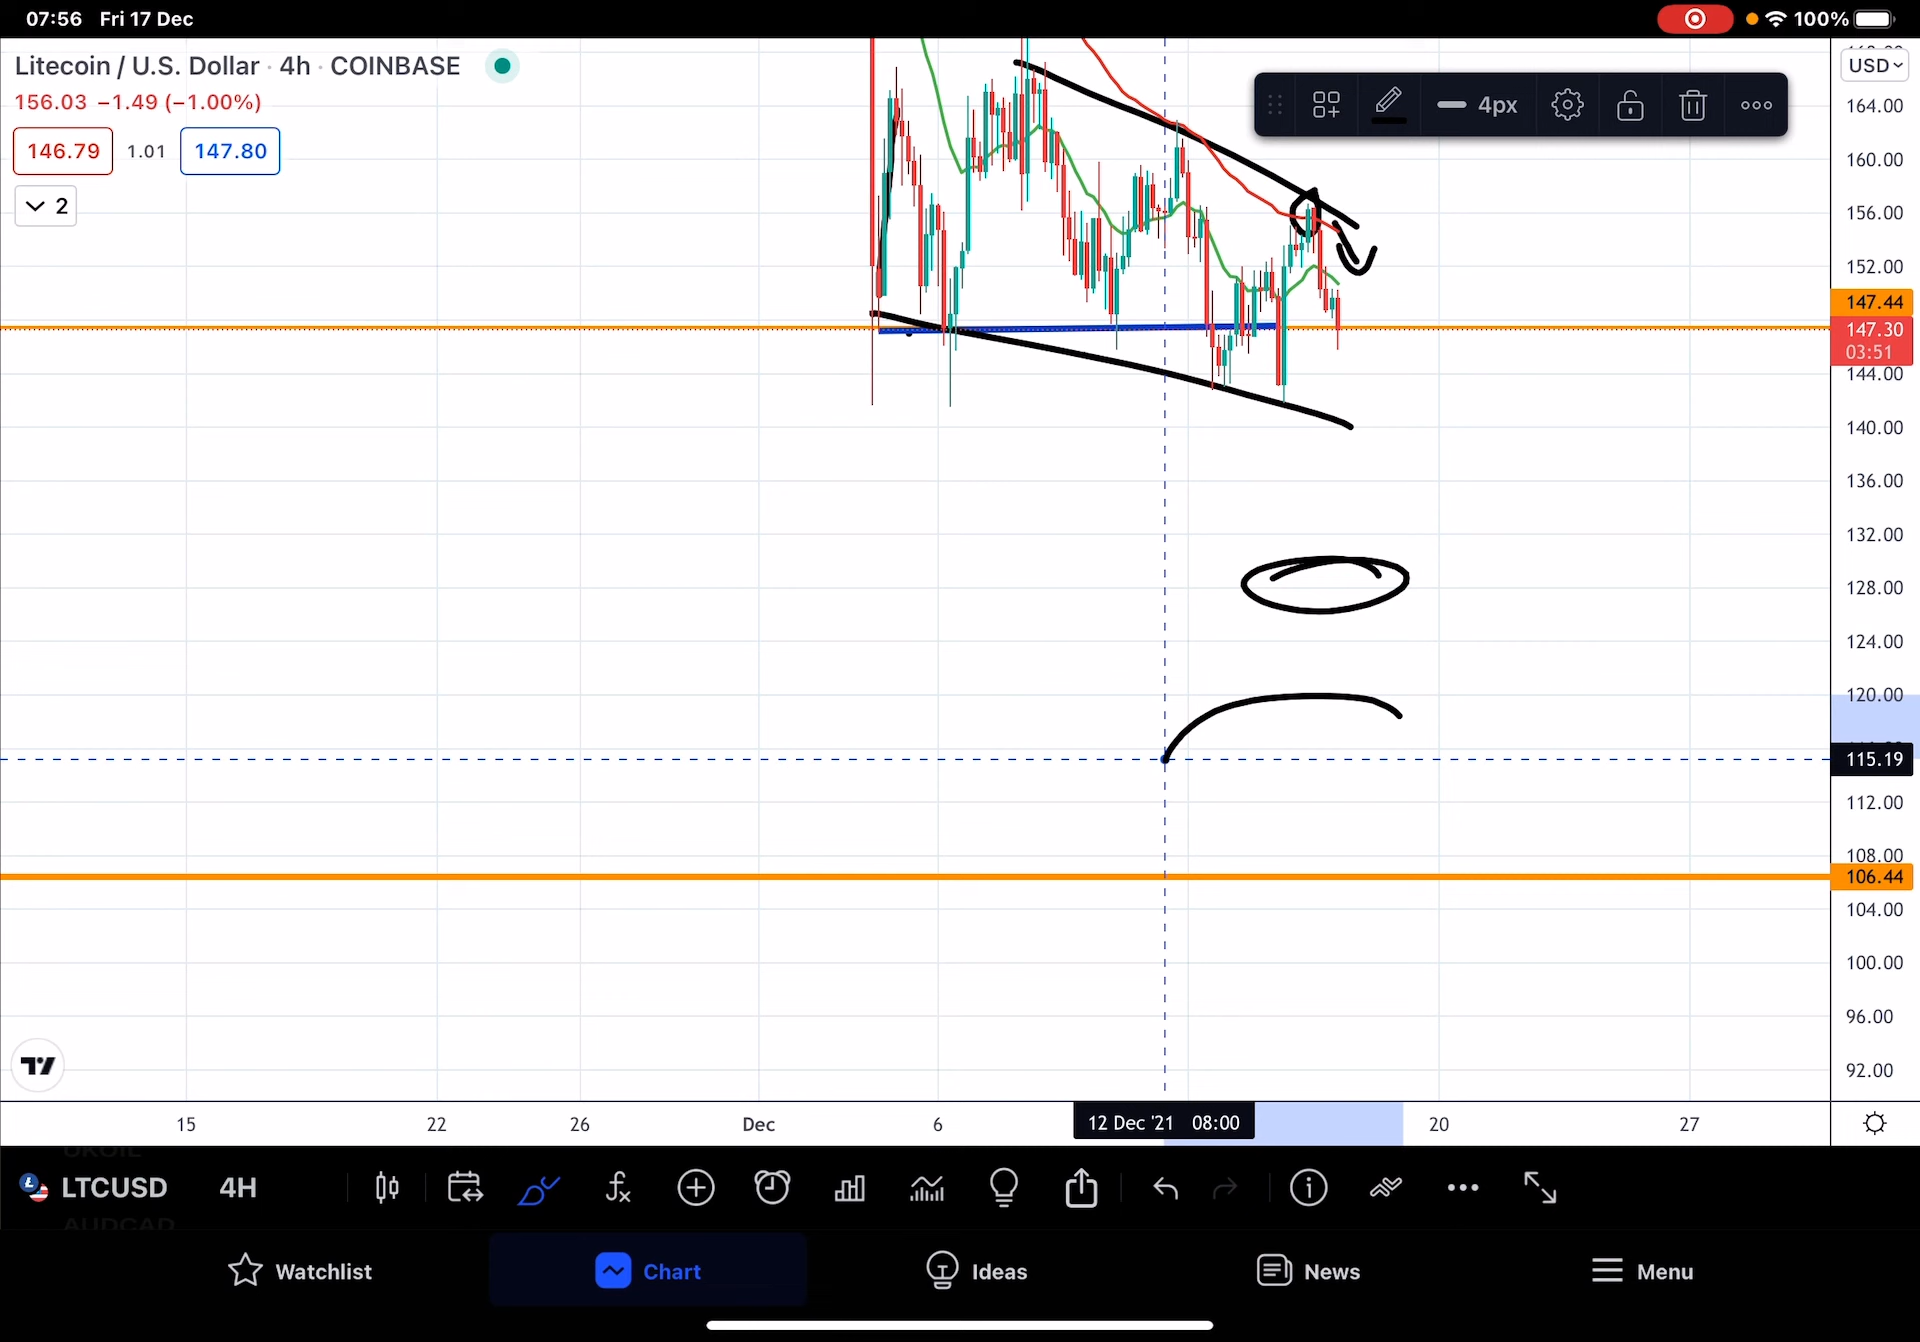 07:56 Fri 17 Dec
100%
Litecoin / U.S. Dollar · 4h · COINBASE
156.03 −1.49 (−1.00%)
146.79 1.01 147.80
2
4px
USD
164.00
160.00
156.00
152.00
147.44
147.30
03:51
144.00
140.00
136.00
132.00
128.00
124.00
120.00
115.19
112.00
108.00
106.44
104.00
100.00
96.00
92.00
15 22 26 Dec 6 12 Dec '21 08:00 20 27
UKOIL
LTCUSD 4H
AUDCAD
Watchlist Chart Ideas News Menu